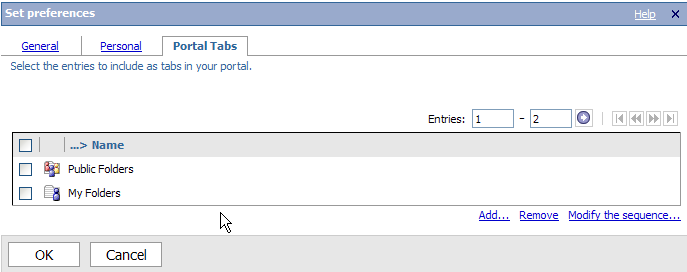 Set preferences Help
General Personal Portal Tabs
Select the entries to include as tabs in your portal.
Entries: 1 - 2
...> Name
Public Folders
My Folders
Add... Remove Modify the sequence...
OK Cancel